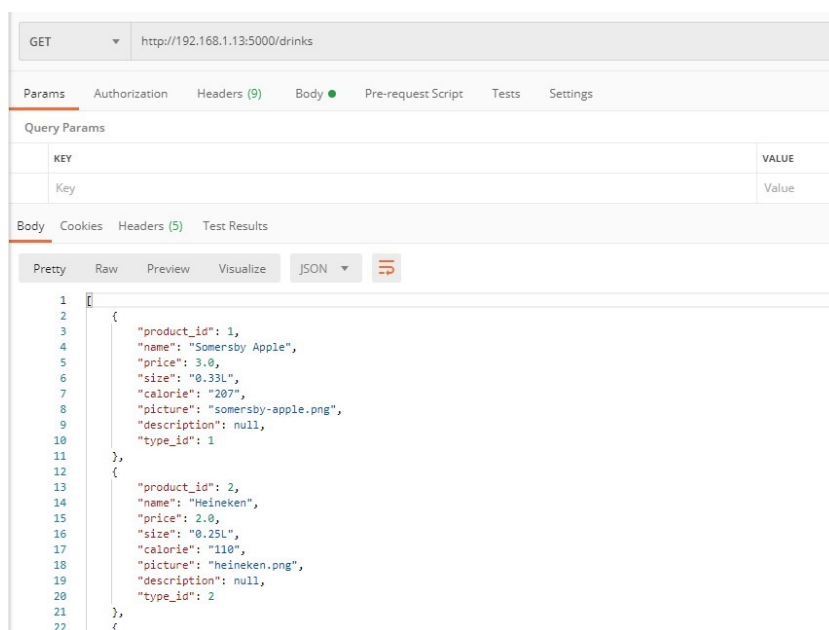 GET http://192.168.1.13:5000/drinks
Params Authorization Headers (9) Body Pre-request Script Tests Settings
Query Params
KEY VALUE
Key Value
Body Cookies Headers (5) Test Results
Pretty Raw Preview Visualize JSON
1 [
2 {
3 "product_id": 1,
4 "name": "Somersby Apple",
5 "price": 3.0,
6 "size": "0.33L",
7 "calorie": "207",
8 "picture": "somersby-apple.png",
9 "description": null,
10 "type_id": 1
11 },
12 {
13 "product_id": 2,
14 "name": "Heineken",
15 "price": 2.0,
16 "size": "0.25L",
17 "calorie": "110",
18 "picture": "heineken.png",
19 "description": null,
20 "type_id": 2
21 },
22 {